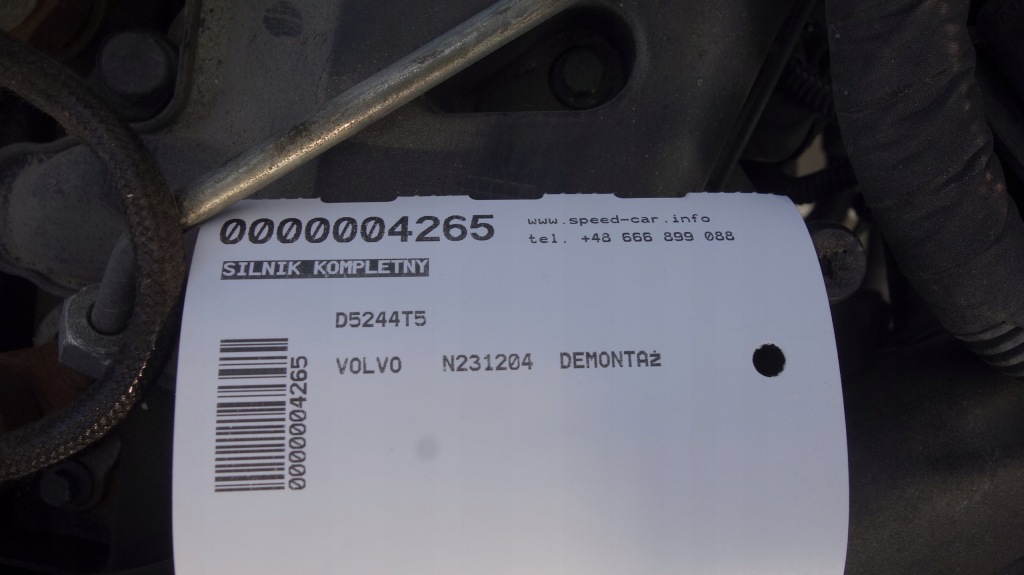 0000004265
www.speed-car.info
tel. +48 666 899 088
SILNIK KOMPLETNY
D5244T5
VOLVO N231204 DEMONTAż
0000004265